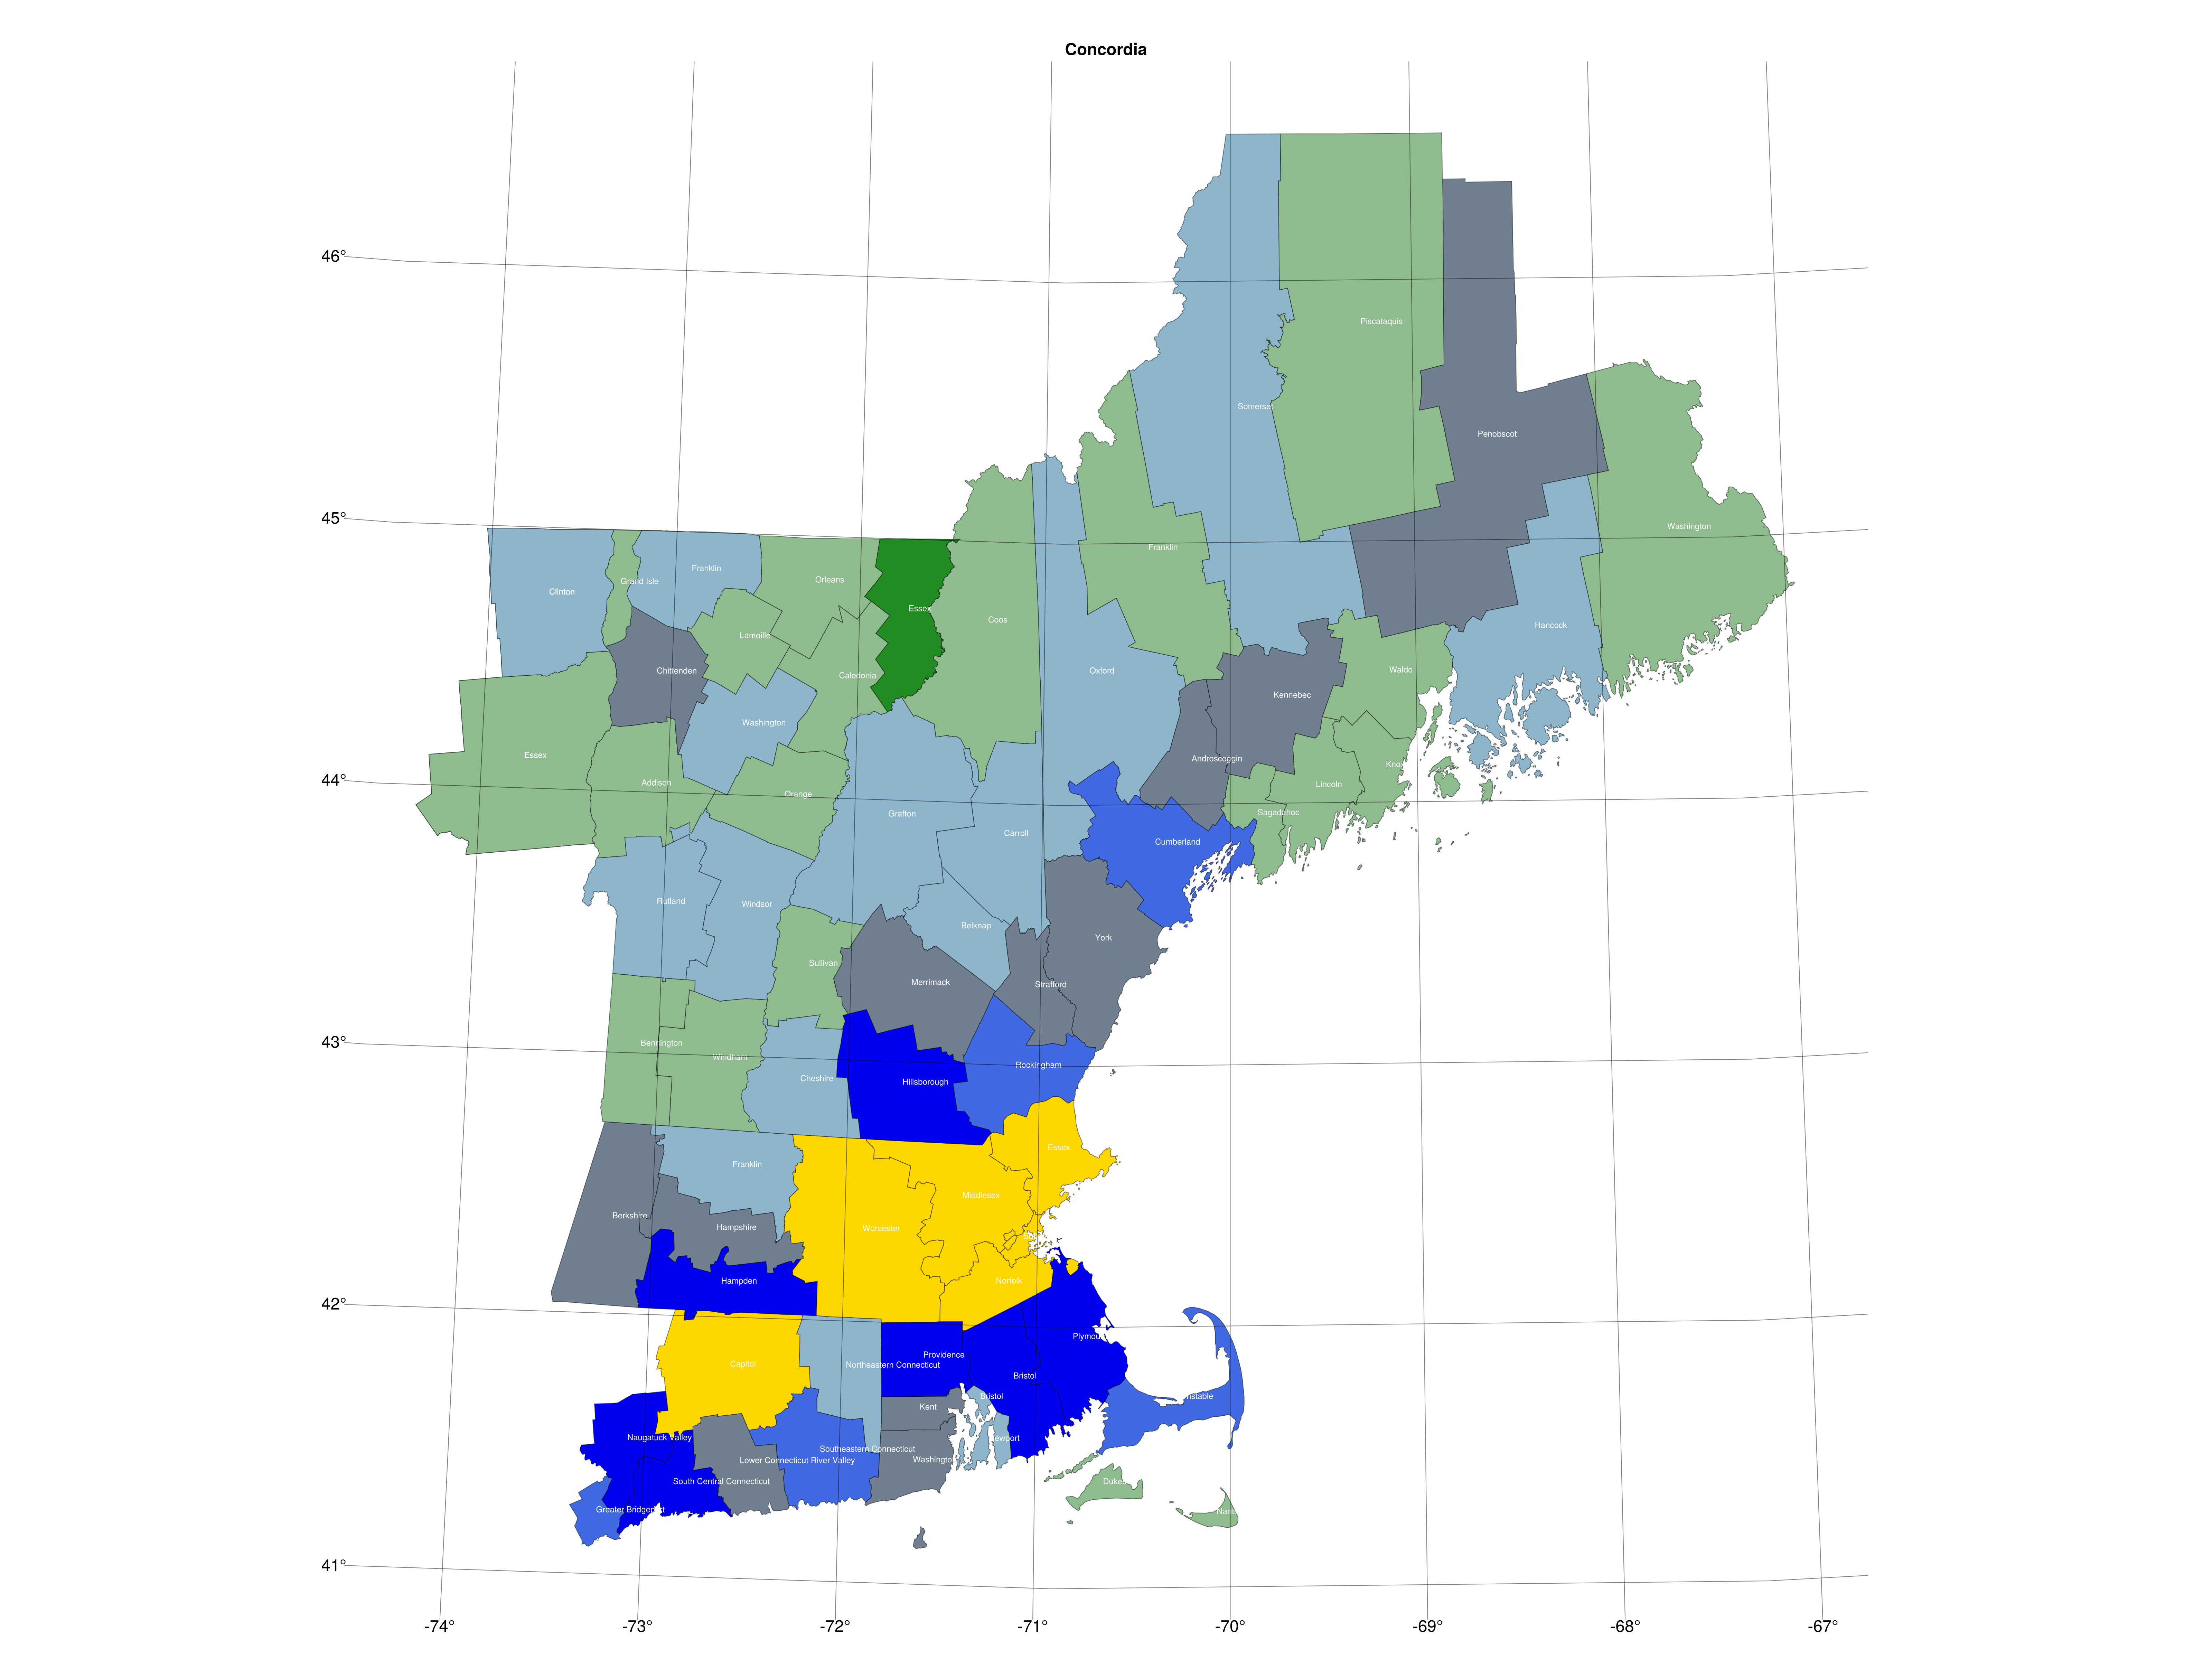 Concordia
46°
Piscataquis
Somerset
Penobscot
45°
Washington
Franklin
Franklin
Orleans
Grand Isle
Clinton
Essex
Coos
Hancock
Lamoille
Chittenden
Caledonia
Oxford
Waldo
Kennebec
Washington
Essex
Androscoggin
Knox
44°
Addison
Lincoln
Orange
Sagadahoc
Grafton
Carroll
Cumberland
Rutland
Windsor
Belknap
York
Sullivan
Merrimack
Strafford
43°
Bennington
Windham
Rockingham
Cheshire
Hillsborough
Essex
Franklin
Middlesex
Berkshire
Hampshire
Worcester
Hampden
Norfolk
42°
Plymou
Providence
Capitol
Northeastern Connecticut
Bristol
Bristol
nstable
Kent
Naugatuck Valley
ewport
Southeastern Connecticut
Lower Connecticut River Valley
Washington
South Central Connecticut
Dukes
Greater Bridgeport
Nant
41°
-74°
-73°
-72°
-71°
-70°
-69°
-68°
-67°